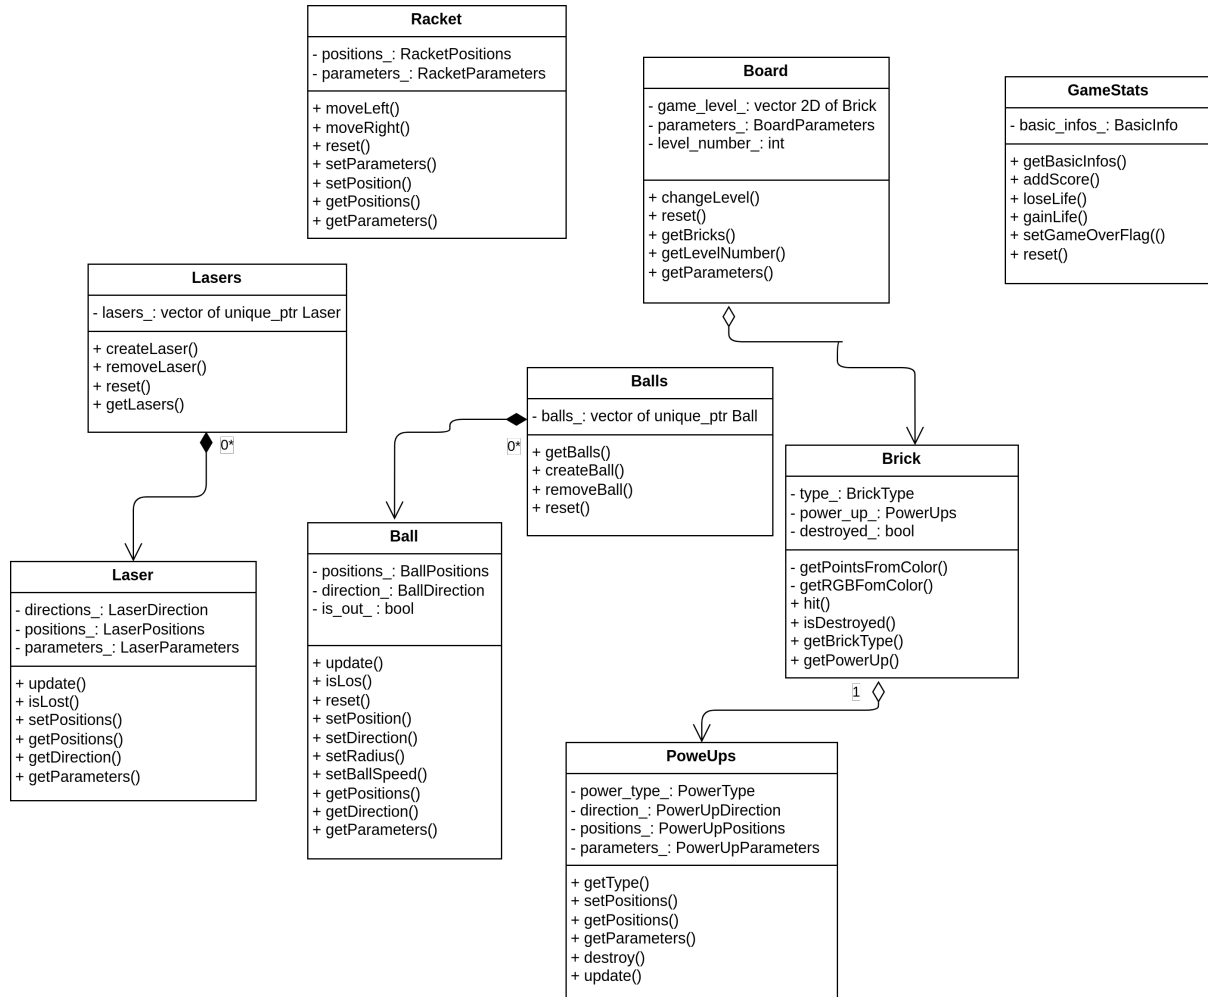 Racket
- positions_: RacketPositions
- parameters_: RacketParameters
+ moveLeft()
+ moveRight()
+ reset()
+ setParameters()
+ setPosition()
+ getPositions()
+ getParameters()
Board
- game_level_: vector 2D of Brick
- parameters_: BoardParameters
- level_number_: int
+ changeLevel()
+ reset()
+ getBricks()
+ getLevelNumber()
+ getParameters()
GameStats
- basic_infos_: BasicInfo
+ getBasicInfos()
+ addScore()
+ loseLife()
+ gainLife()
+ setGameOverFlag(()
+ reset()
Lasers
- lasers_: vector of unique_ptr Laser
+ createLaser()
+ removeLaser()
+ reset()
+ getLasers()
0*
Balls
- balls_: vector of unique_ptr Ball
+ getBalls()
+ createBall()
+ removeBall()
+ reset()
0*
Brick
- type_: BrickType
- power_up_: PowerUps
- destroyed_: bool
- getPointsFromColor()
- getRGBFomColor()
+ hit()
+ isDestroyed()
+ getBrickType()
+ getPowerUp()
1
Ball
- positions_: BallPositions
- direction_: BallDirection
- is_out_ : bool
+ update()
+ isLos()
+ reset()
+ setPosition()
+ setDirection()
+ setRadius()
+ setBallSpeed()
+ getPositions()
+ getDirection()
+ getParameters()
Laser
- directions_: LaserDirection
- positions_: LaserPositions
- parameters_: LaserParameters
+ update()
+ isLost()
+ setPositions()
+ getPositions()
+ getDirection()
+ getParameters()
PoweUps
- power_type_: PowerType
- direction_: PowerUpDirection
- positions_: PowerUpPositions
- parameters_: PowerUpParameters
+ getType()
+ setPositions()
+ getPositions()
+ getParameters()
+ destroy()
+ update()